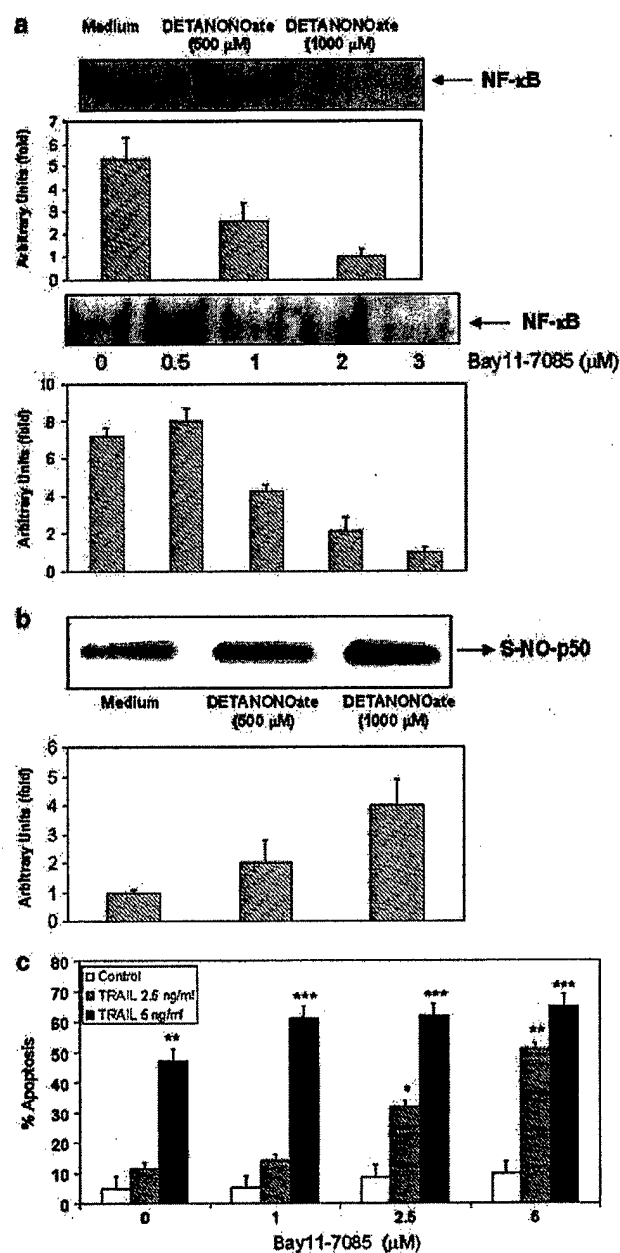 a
Medium DETANONOate DETANONOate
(500 µM) (1000 µM)
NF-κB
Arbitrary Units (fold)
7
6
5
4
3
2
1
0
NF-κB
0 0.5 1 2 3 Bay11-7085 (µM)
Arbitrary Units (fold)
10
8
6
4
2
0
b
S-NO-p50
Medium DETANONOate DETANONOate
(500 µM) (1000 µM)
Arbitrary Units (fold)
6
5
4
3
2
1
0
c
% Apoptosis
80
70
60
50
40
30
20
10
0
Control
TRAIL 2.5 ng/ml
TRAIL 5 ng/ml
** *** * *** ** ***
0 1 2.5 5
Bay11-7085 (µM)